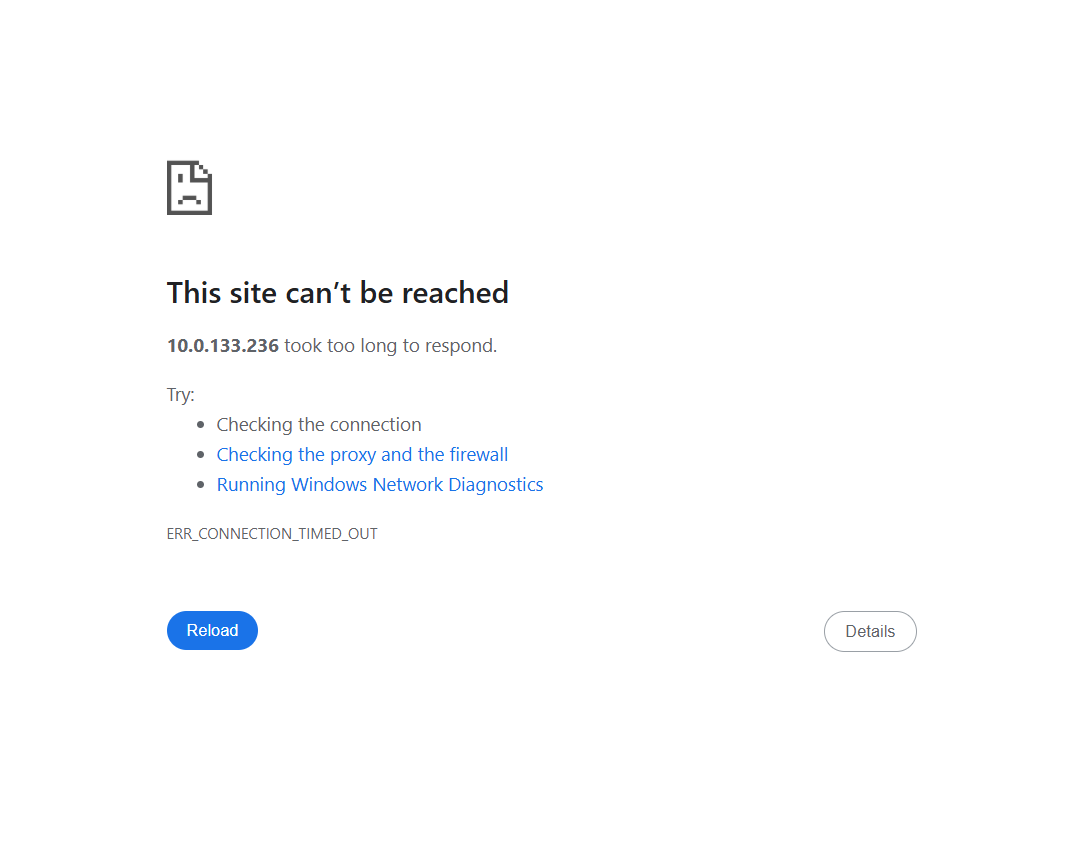 This site can’t be reached
10.0.133.236 took too long to respond.
Try:
Checking the connection
Checking the proxy and the firewall
Running Windows Network Diagnostics
ERR_CONNECTION_TIMED_OUT
Reload
Details